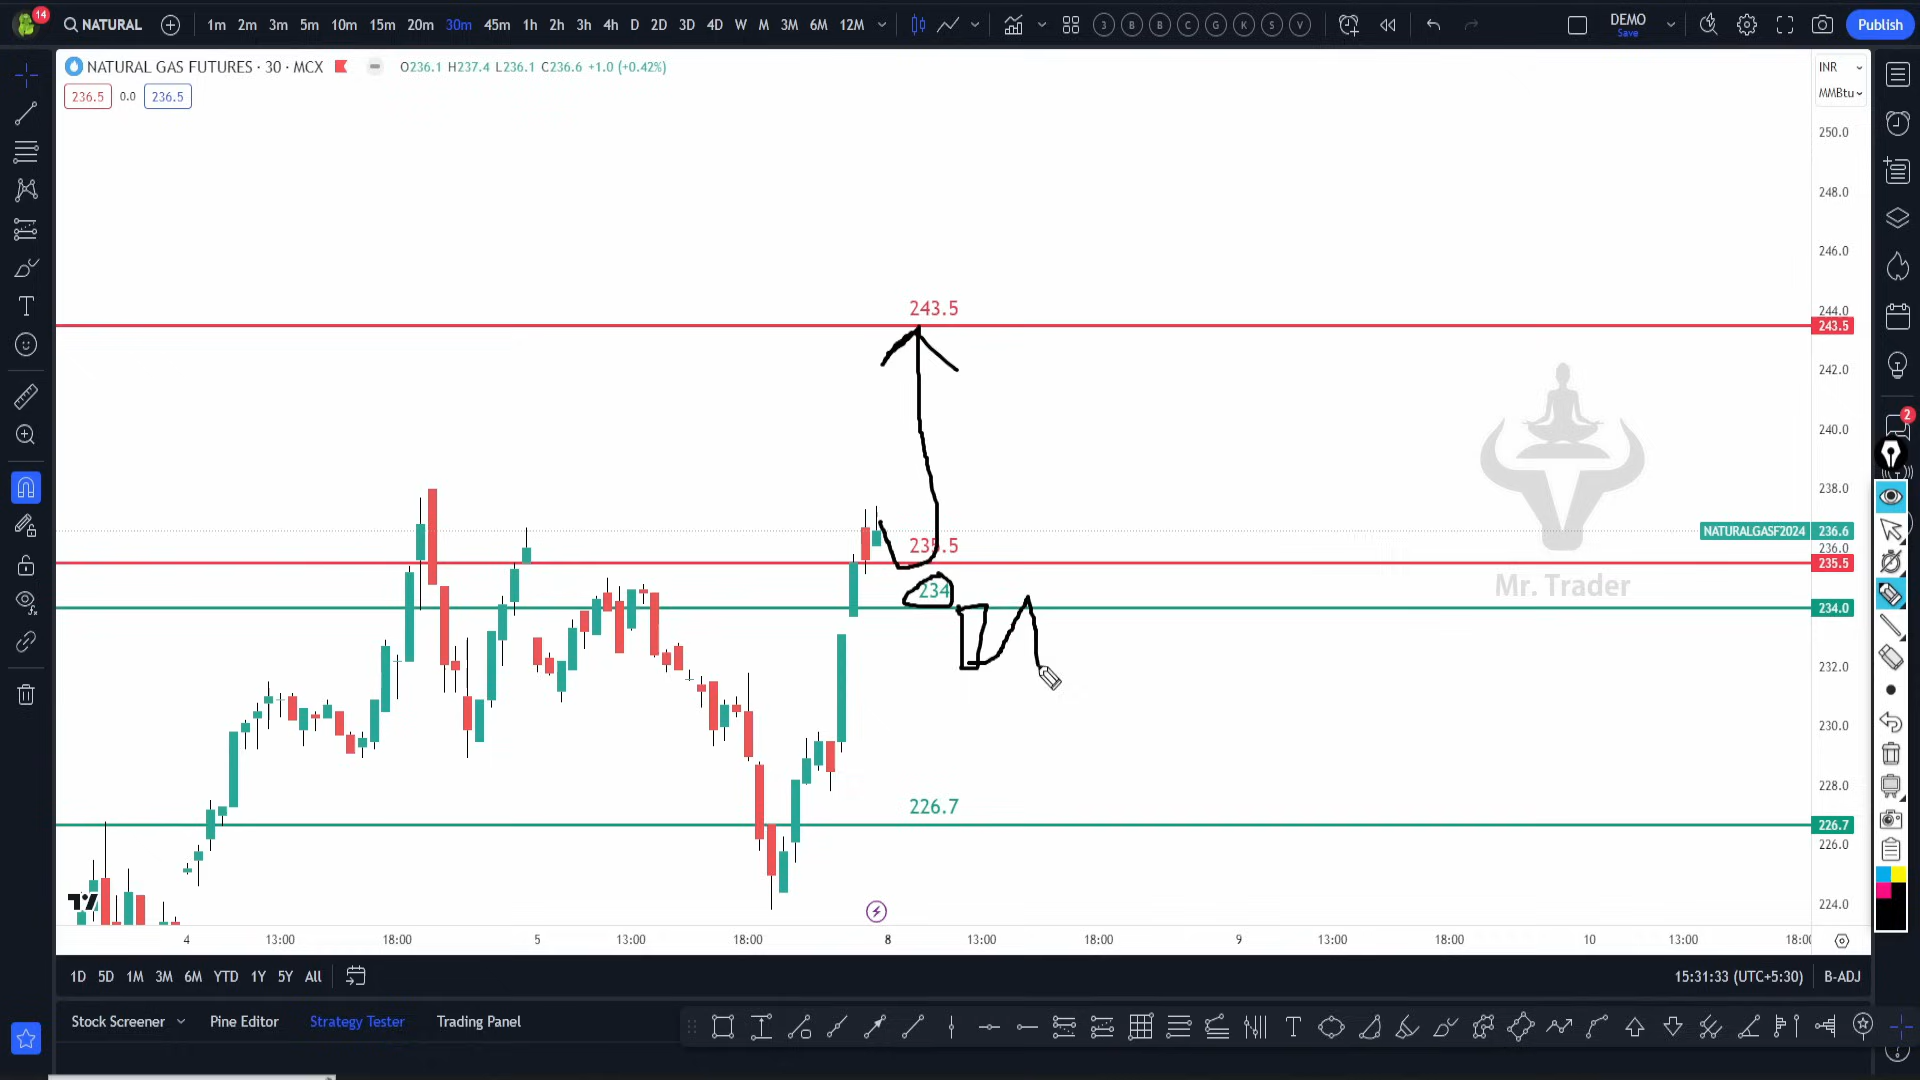 14
NATURAL
1m 2m 3m 5m 10m 15m 20m 30m 45m 1h 2h 3h 4h D 2D 3D 4D W M 3M 6M 12M
3 B B C G K S V
DEMO
Save
Publish
NATURAL GAS FUTURES · 30 · MCX
O236.1 H237.4 L236.1 C236.6 +1.0 (+0.42%)
INR
MMBtu
236.5 0.0 236.5
250.0
248.0
246.0
243.5
244.0
243.5
242.0
240.0
2
238.0
NATURALGASF2024 236.6
235.5
236.0
235.5
234
234.0
Mr. Trader
232.0
230.0
228.0
226.7
226.7
226.0
224.0
4 13:00 18:00 5 13:00 18:00 8 13:00 18:00 9 13:00 18:00 10 13:00 18:00
1D 5D 1M 3M 6M YTD 1Y 5Y All
15:31:33 (UTC+5:30) B-ADJ
Stock Screener Pine Editor Strategy Tester Trading Panel